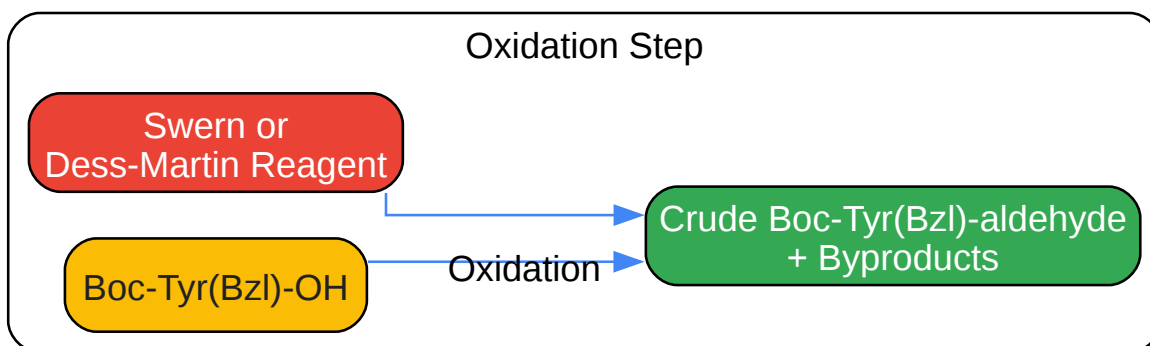 Oxidation Step
Swern or
Dess-Martin Reagent
Crude Boc-Tyr(Bzl)-aldehyde
+ Byproducts
Boc-Tyr(Bzl)-OH
Oxidation